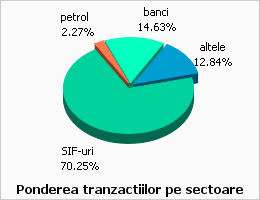 petrol
2.27%
banci
14.63%
altele
12.84%
SIF-uri
70.25%
Ponderea tranzactiilor pe sectoare